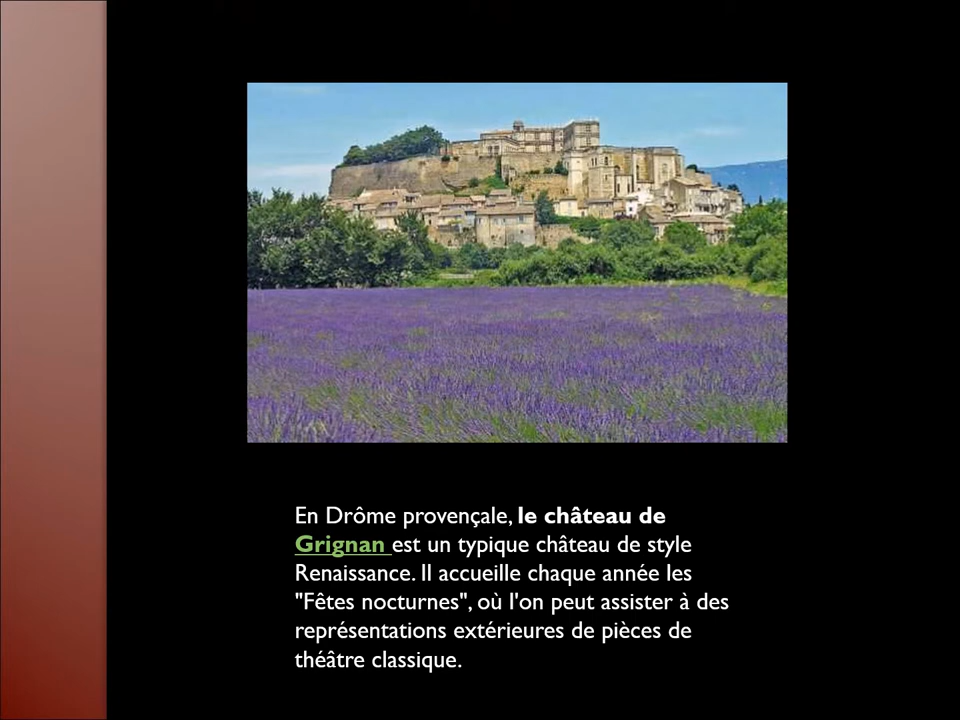 En Drôme provençale, le château de
Grignan est un typique château de style
Renaissance. Il accueille chaque année les
"Fêtes nocturnes", où l'on peut assister à des
représentations extérieures de pièces de
théâtre classique.